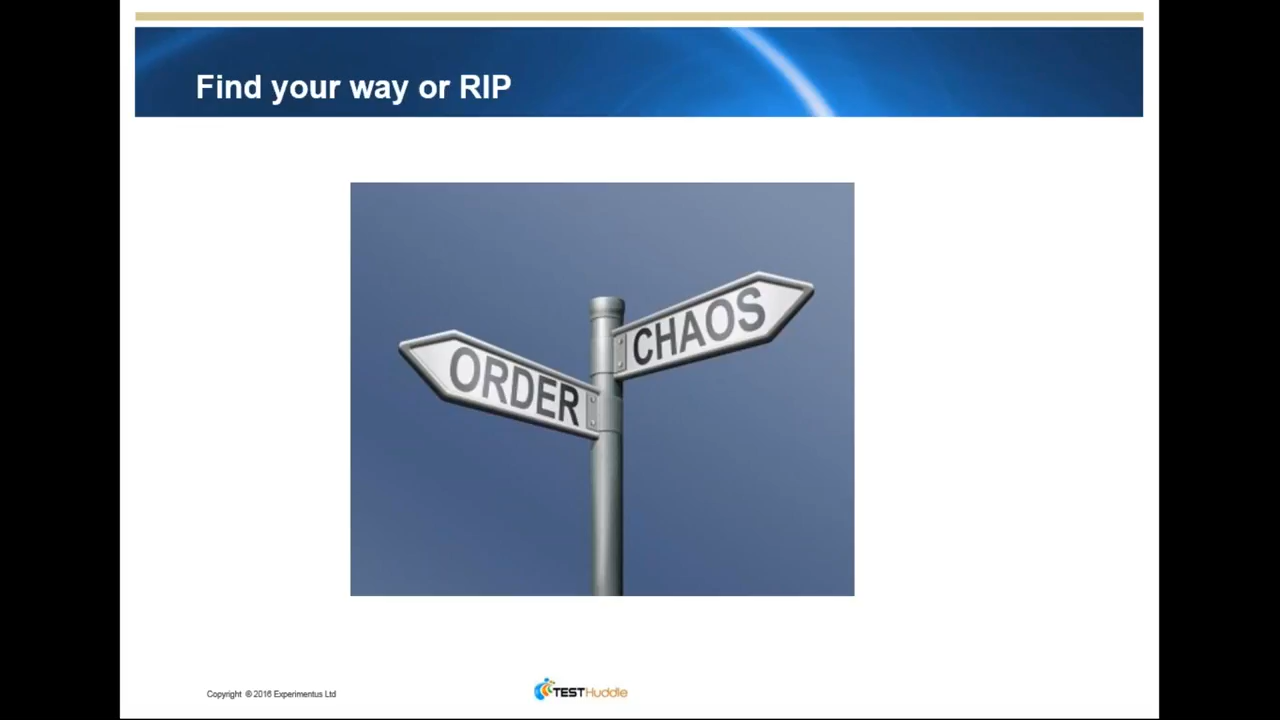 Find your way or RIP
ORDER
CHAOS
Copyright ® 2016 Experimentus Ltd
TESTHuddle